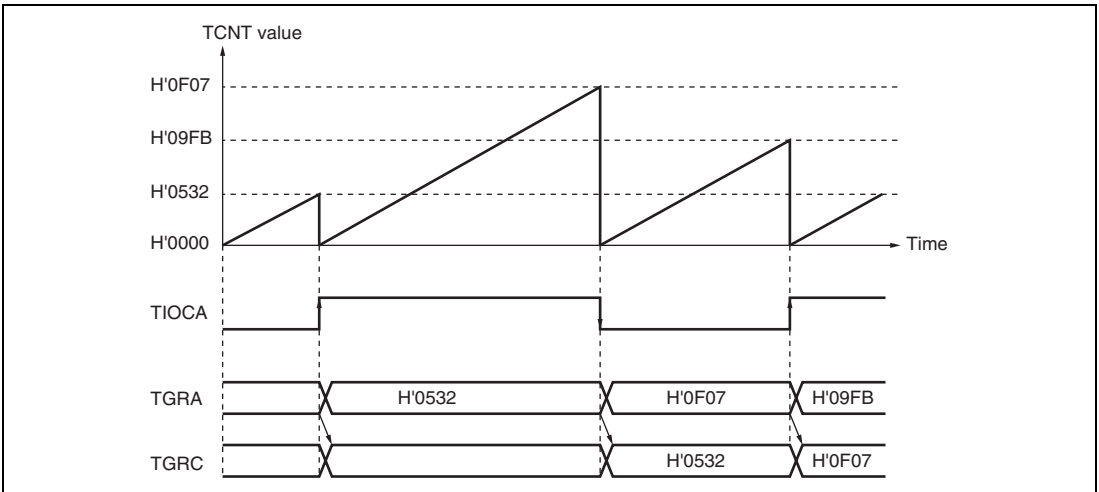 TCNT value
H'0F07
H'09FB
H'0532
H'0000
Time
TIOCA
TGRA H'0532 H'0F07 H'09FB
TGRC H'0532 H'0F07